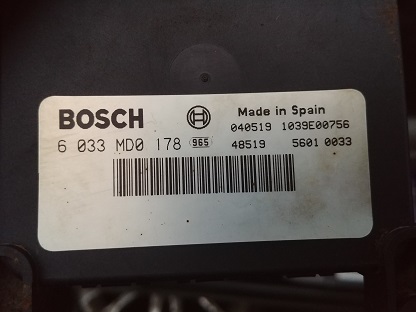 BOSCH
Made in Spain
040519 1039E00756
6 033 MD0 178 965
48519 5601 0033